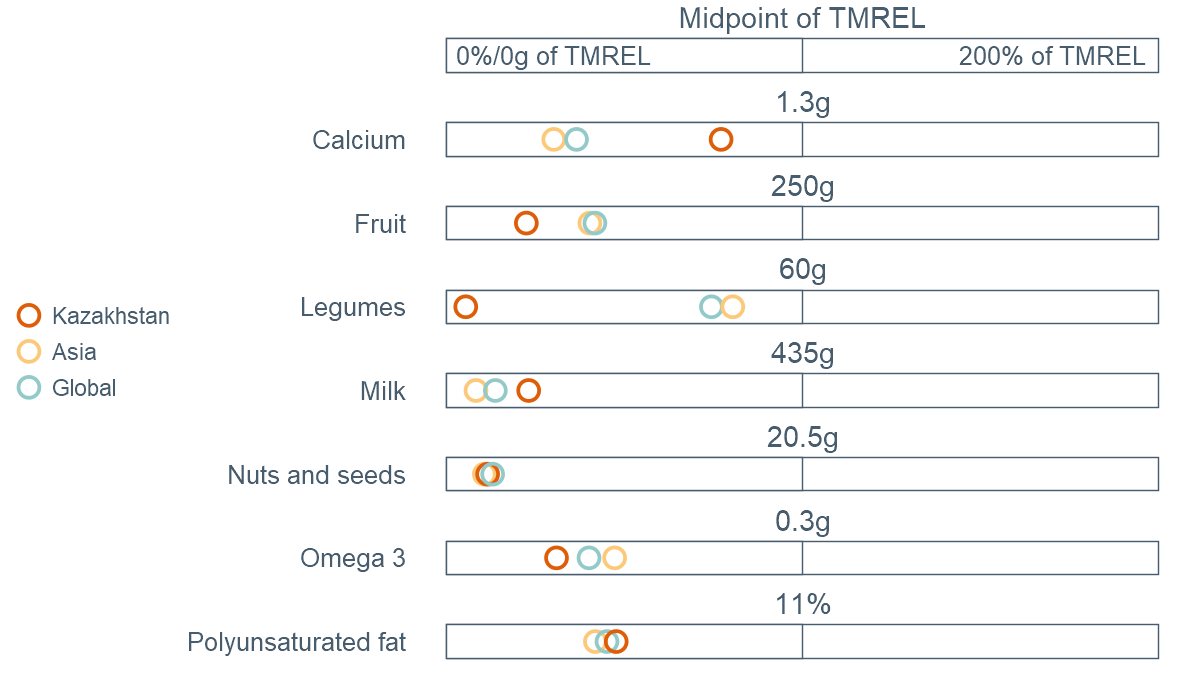 Midpoint of TMREL
0%/0g of TMREL 200% of TMREL
1.3g
Calcium
250g
Fruit
60g
Legumes
435g
Milk
20.5g
Nuts and seeds
0.3g
Omega 3
11%
Polyunsaturated fat
Kazakhstan
Asia
Global